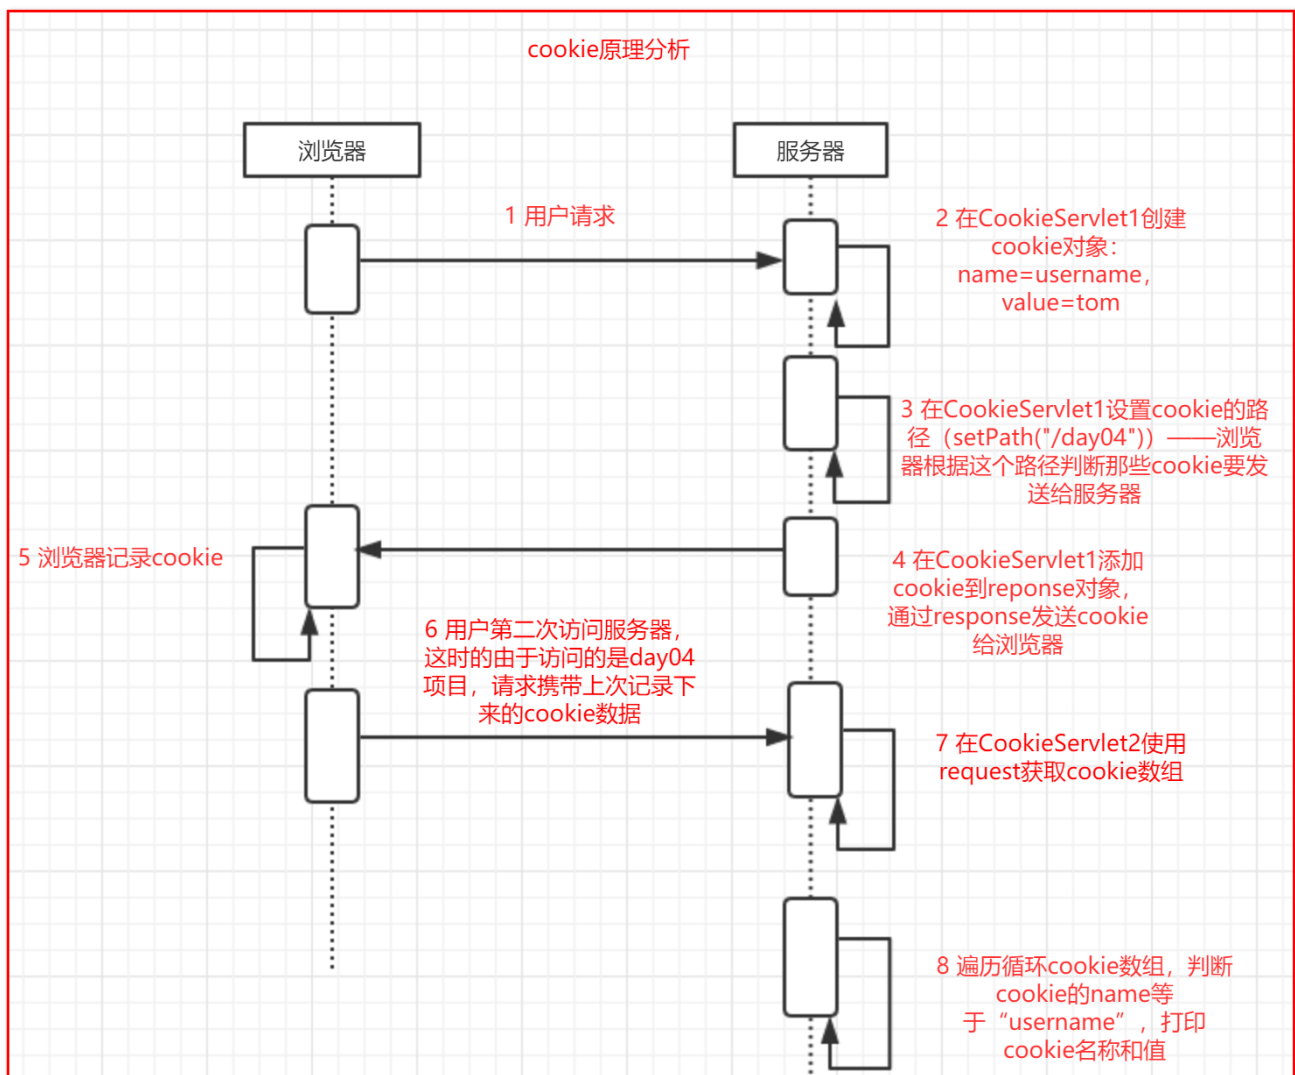 cookie原理分析
浏览器
服务器
1 用户请求
2 在CookieServlet1创建
cookie对象：
name=username，
value=tom
3 在CookieServlet1设置cookie的路
径（setPath("/day04")）——浏览
器根据这个路径判断那些cookie要发
送给服务器
4 在CookieServlet1添加
cookie到reponse对象，
通过response发送cookie
给浏览器
5 浏览器记录cookie
6 用户第二次访问服务器，
这时的由于访问的是day04
项目，请求携带上次记录下
来的cookie数据
7 在CookieServlet2使用
request获取cookie数组
8 遍历循环cookie数组，判断
cookie的name等
于“username”，打印
cookie名称和值